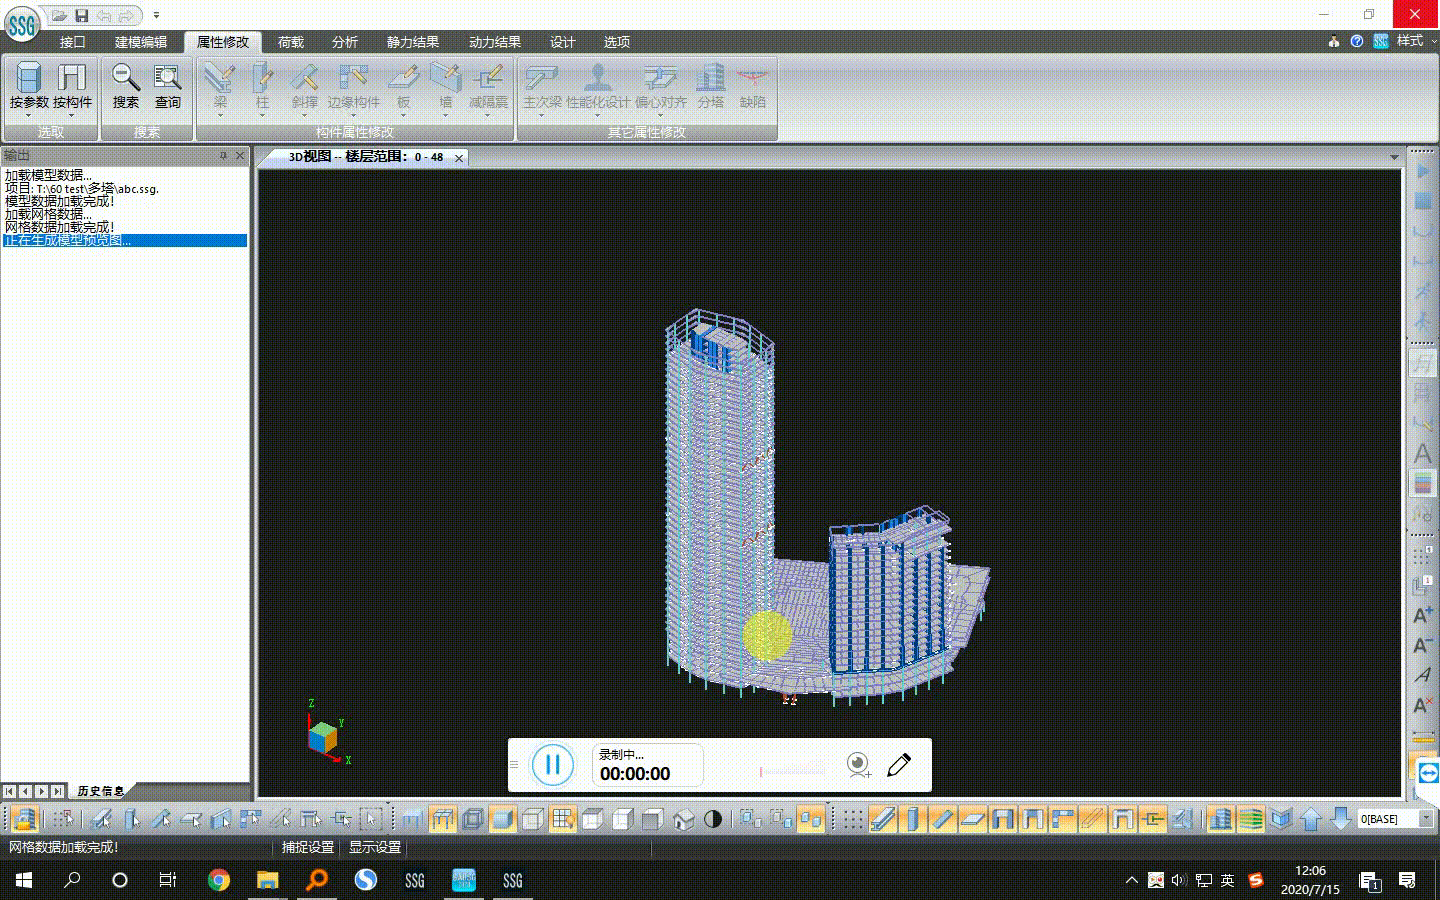 SSG
接口 建模编辑 属性修改 荷载 分析 静力结果 动力结果 设计 选项
样式
按参数 按构件 搜索 查询 梁 柱 斜撑 边缘构件 板 墙 减隔震 主次梁 性能化设计 偏心对齐 分塔 缺陷
选取 搜索 构件属性修改 其它属性修改
输出
3D视图 -- 楼层范围: 0 - 48
加载模型数据...
项目: T:\60 test\多塔\abc.ssg.
模型数据加载完成!
加载网格数据...
网格数据加载完成!
正在生成模型预览图...
Z
Y
X
录制中...
00:00:00
历史信息
0[BASE]
网格数据加载完成! 捕捉设置 显示设置
SSG SSG
英
12:06
2020/7/15